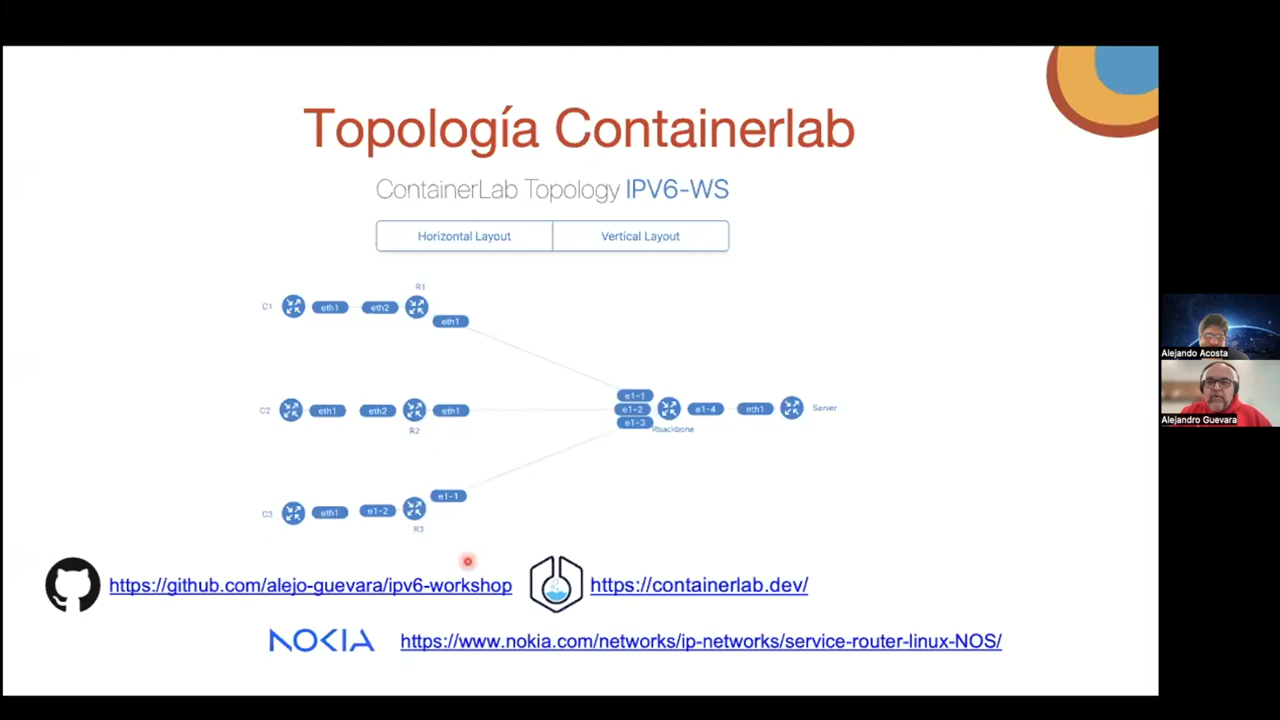 Topología Containerlab
ContainerLab Topology IPV6-WS
Horizontal Layout
Vertical Layout
R1
C1
eth1
eth2
eth1
C2
eth1
eth2
eth1
R2
e1-1
e1-2
e1-3
Rbackbone
e1-4
eth1
Server
e1-1
C3
eth1
e1-2
R3
https://github.com/alejo-guevara/ipv6-workshop
https://containerlab.dev/
NOKIA
https://www.nokia.com/networks/ip-networks/service-router-linux-NOS/
Alejando Acosta
Alejandro Guevara